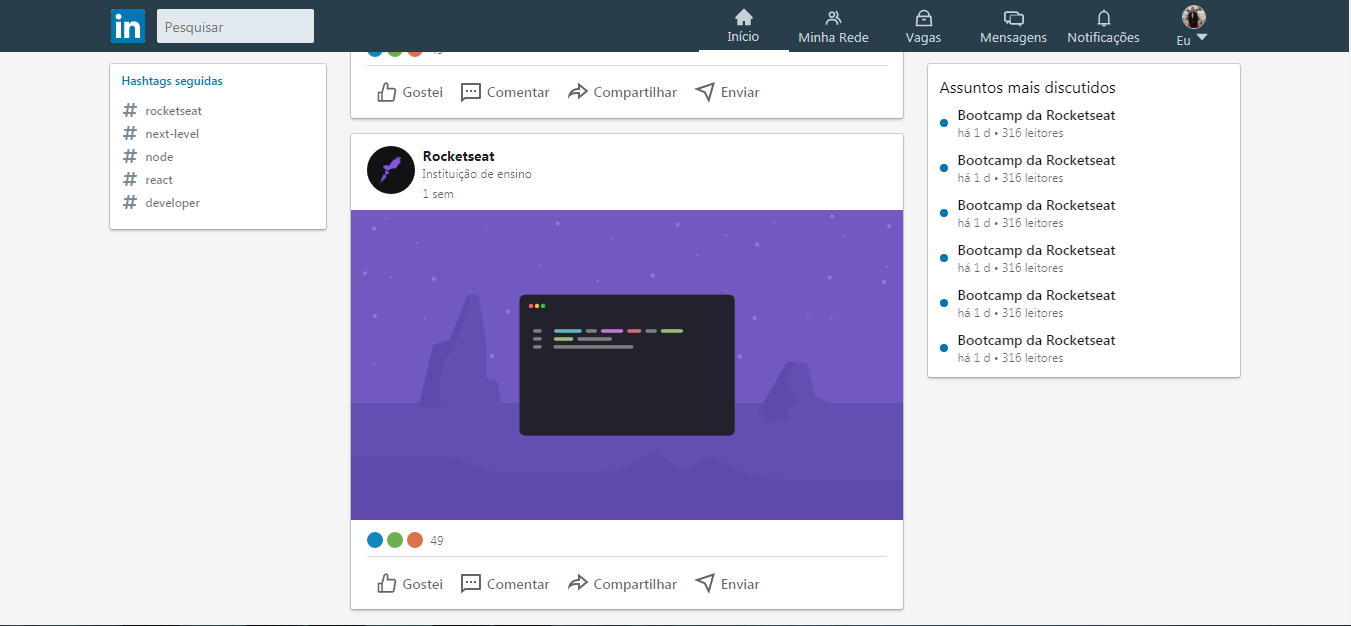 in
Pesquisar
Início
Minha Rede
Vagas
Mensagens
Notificações
Eu
Hashtags seguidas
# rocketseat
# next-level
# node
# react
# developer
Gostei
Comentar
Compartilhar
Enviar
Rocketseat
Instituição de ensino
1 sem
49
Gostei
Comentar
Compartilhar
Enviar
Assuntos mais discutidos
Bootcamp da Rocketseat
há 1 d • 316 leitores
Bootcamp da Rocketseat
há 1 d • 316 leitores
Bootcamp da Rocketseat
há 1 d • 316 leitores
Bootcamp da Rocketseat
há 1 d • 316 leitores
Bootcamp da Rocketseat
há 1 d • 316 leitores
Bootcamp da Rocketseat
há 1 d • 316 leitores